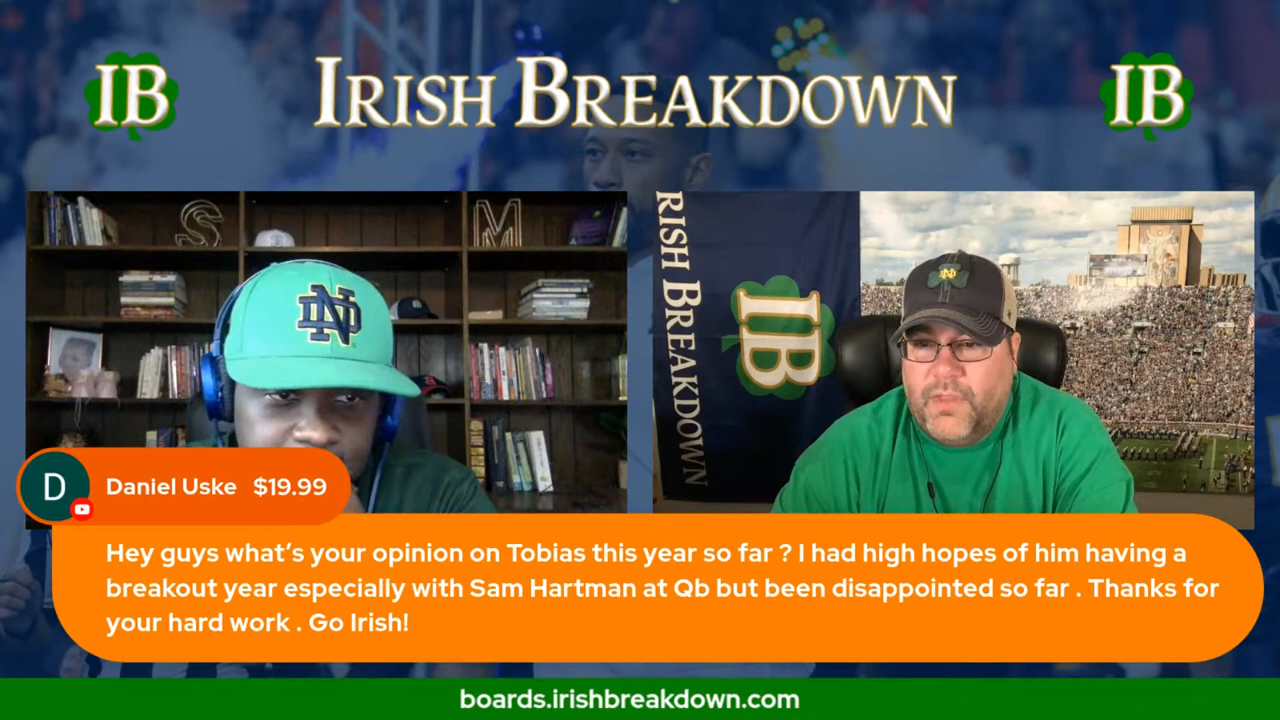 IB
IRISH BREAKDOWN
IB
S
M
ND
RISH BREAKDOWN
IB
ND
Daniel Uske $19.99
D
Hey guys what's your opinion on Tobias this year so far ? I had high hopes of him having a
breakout year especially with Sam Hartman at Qb but been disappointed so far . Thanks for
your hard work . Go Irish!
boards.irishbreakdown.com